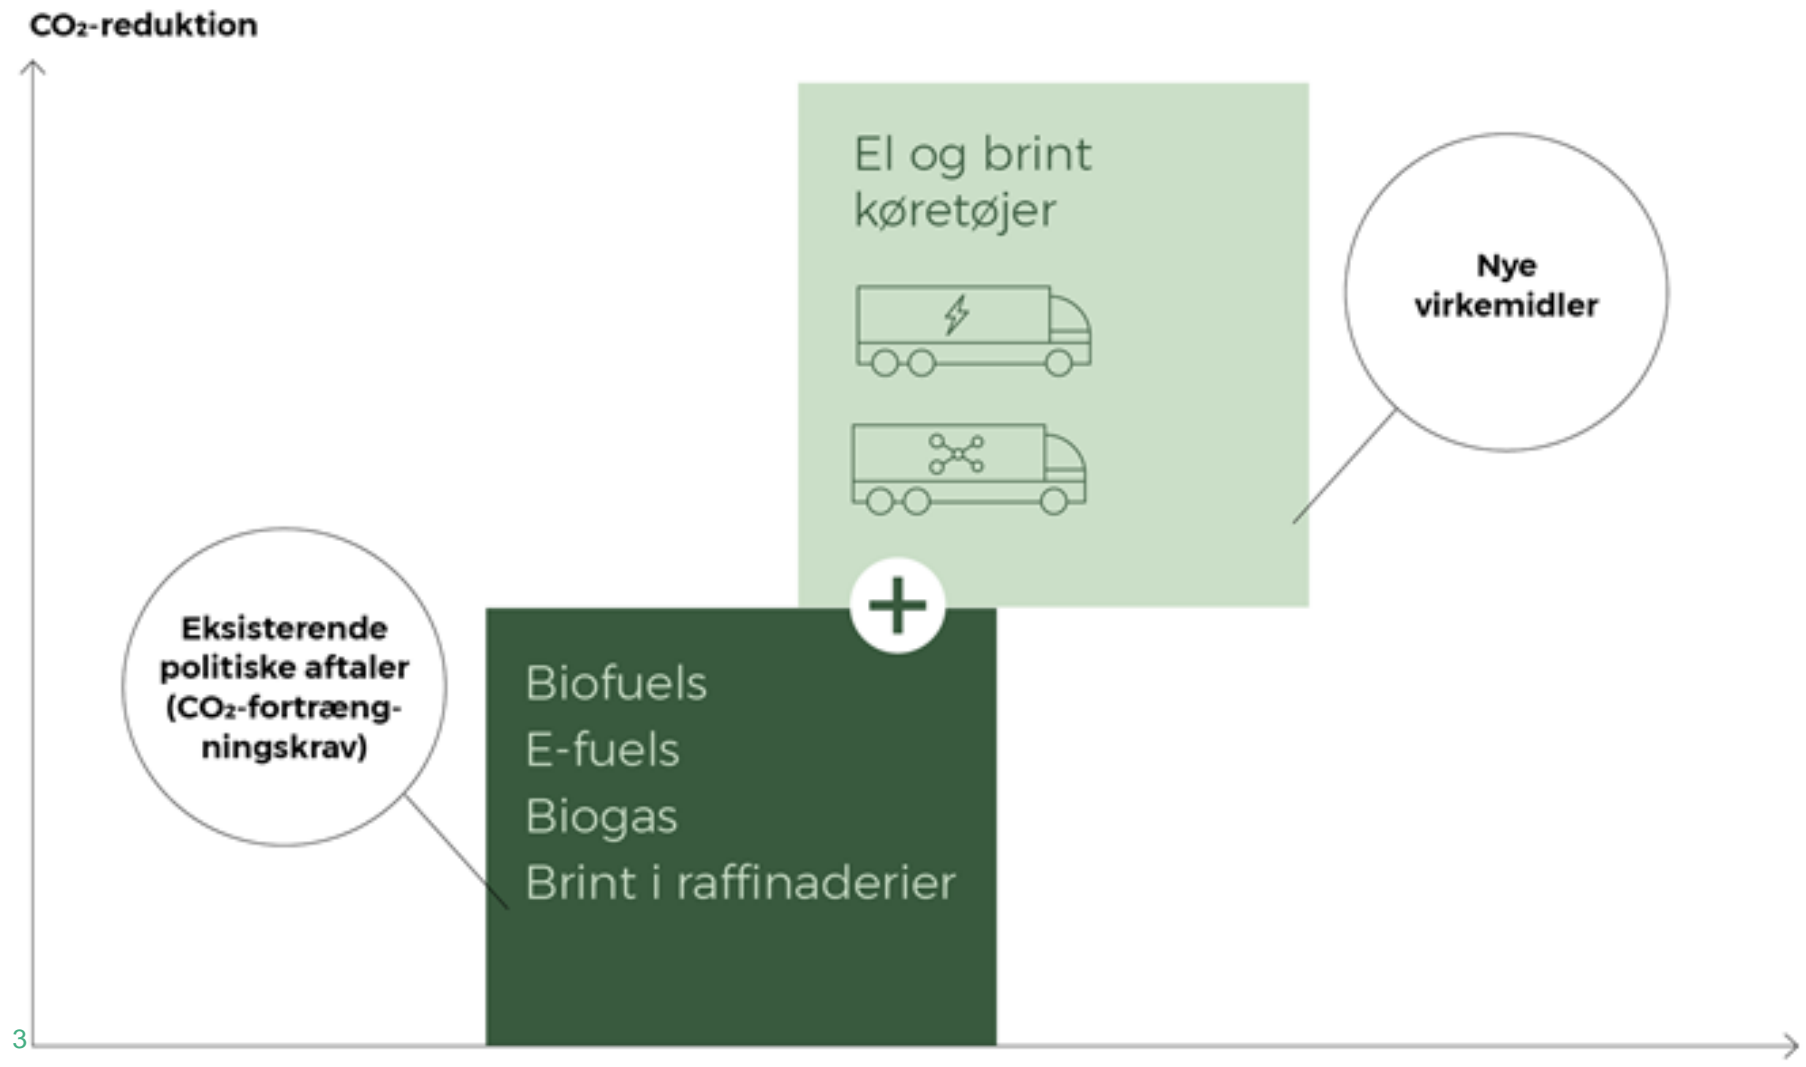 CO₂-reduktion
El og brint
køretøjer
Nye
virkemidler
Eksisterende
politiske aftaler
(CO₂-fortræng-
ningskrav)
+
Biofuels
E-fuels
Biogas
Brint i raffinaderier
3